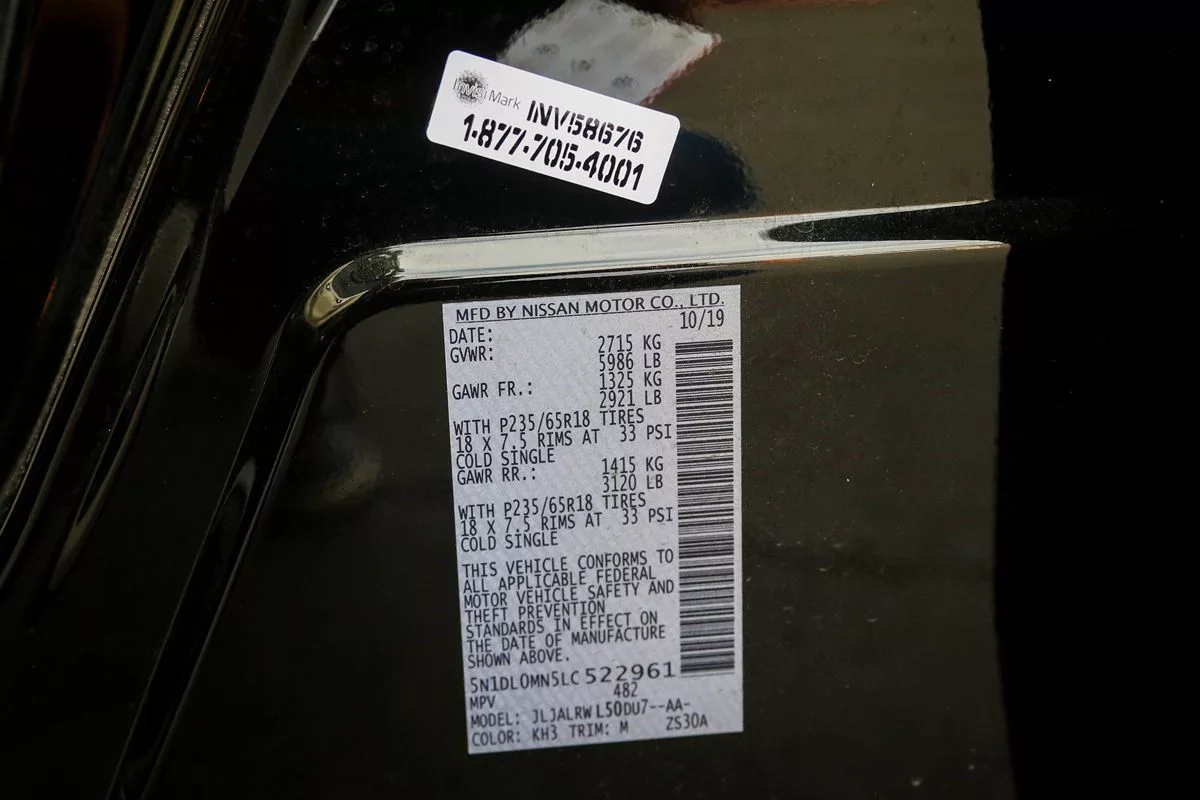 InVisiMark INV58676
1-877-705-4001
MFD BY NISSAN MOTOR CO., LTD.
DATE: 10/19
GVWR: 2715 KG
5986 LB
GAWR FR.: 1325 KG
2921 LB
WITH P235/65R18 TIRES
18 X 7.5 RIMS AT 33 PSI
COLD SINGLE
GAWR RR.: 1415 KG
3120 LB
WITH P235/65R18 TIRES
18 X 7.5 RIMS AT 33 PSI
COLD SINGLE
THIS VEHICLE CONFORMS TO
ALL APPLICABLE FEDERAL
MOTOR VEHICLE SAFETY AND
THEFT PREVENTION
STANDARDS IN EFFECT ON
THE DATE OF MANUFACTURE
SHOWN ABOVE.
5N1DL0MN5LC 522961
MPV 482
MODEL: JLJALRW L50DU7--AA-
COLOR: KH3 TRIM: M ZS30A